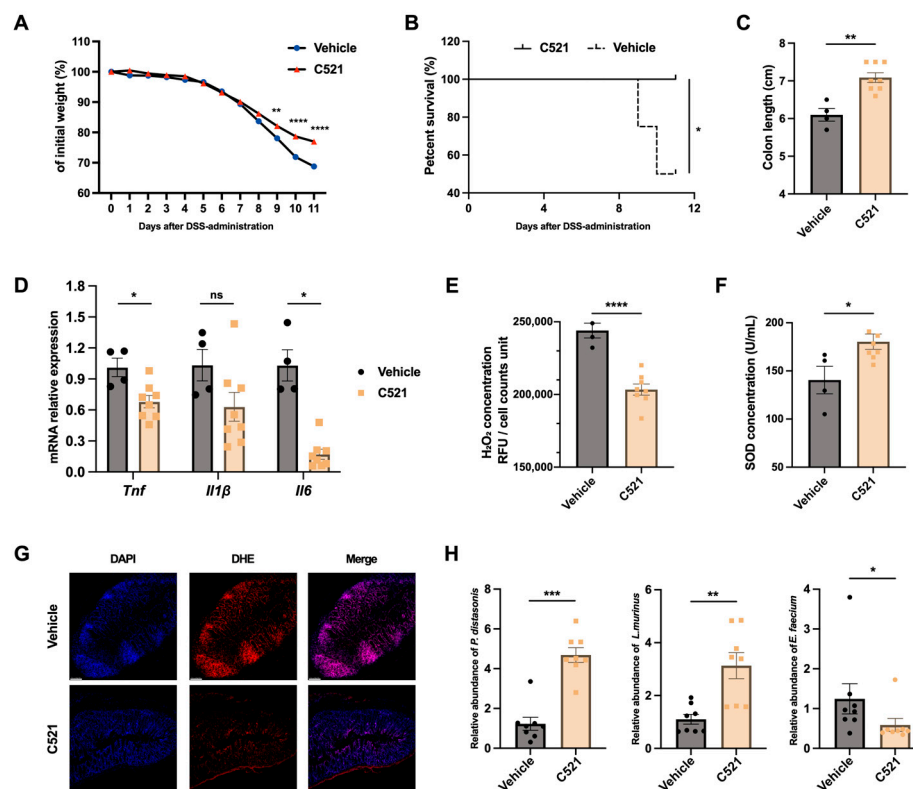 A
Vehicle
C521
of initial weight (%)
110
100
90
80
70
60
**
****
****
0 1 2 3 4 5 6 7 8 9 10 11
Days after DSS-administration
B
C521
Vehicle
Petcent survival (%)
120
100
80
60
40
*
0 4 8 12
Days after DSS-administration
C
**
Colon length (cm)
8
7
6
5
4
Vehicle
C521
D
mRNA relative expression
1.8
1.5
1.2
0.9
0.6
0.3
0.0
*
ns
*
Tnf
Il1β
Il6
Vehicle
C521
E
****
H₂O₂ concentration
RFU / cell counts unit
250,000
200,000
150,000
Vehicle
C521
F
*
SOD concentration (U/mL)
200
150
100
50
Vehicle
C521
G
DAPI
DHE
Merge
Vehicle
C521
H
***
Relative abundance of P. distasonis
8
6
4
2
0
Vehicle
C521
**
Relative abundance of L.murinus
6
4
2
0
Vehicle
C521
*
Relative abundance of E. faecium
4
3
2
1
0
Vehicle
C521